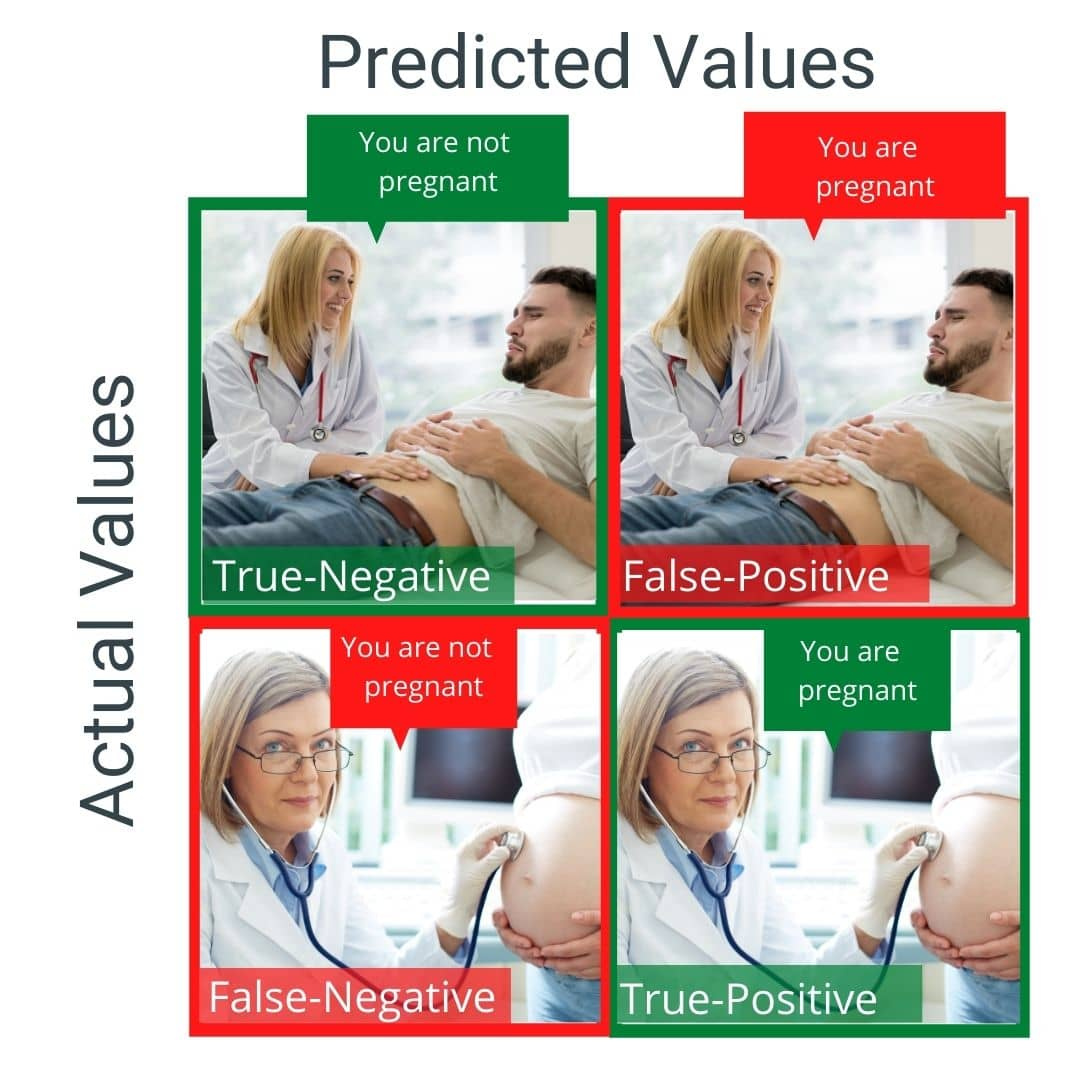 Predicted Values
You are not
pregnant
You are
pregnant
Actual Values
True-Negative
False-Positive
You are not
pregnant
You are
pregnant
False-Negative
True-Positive